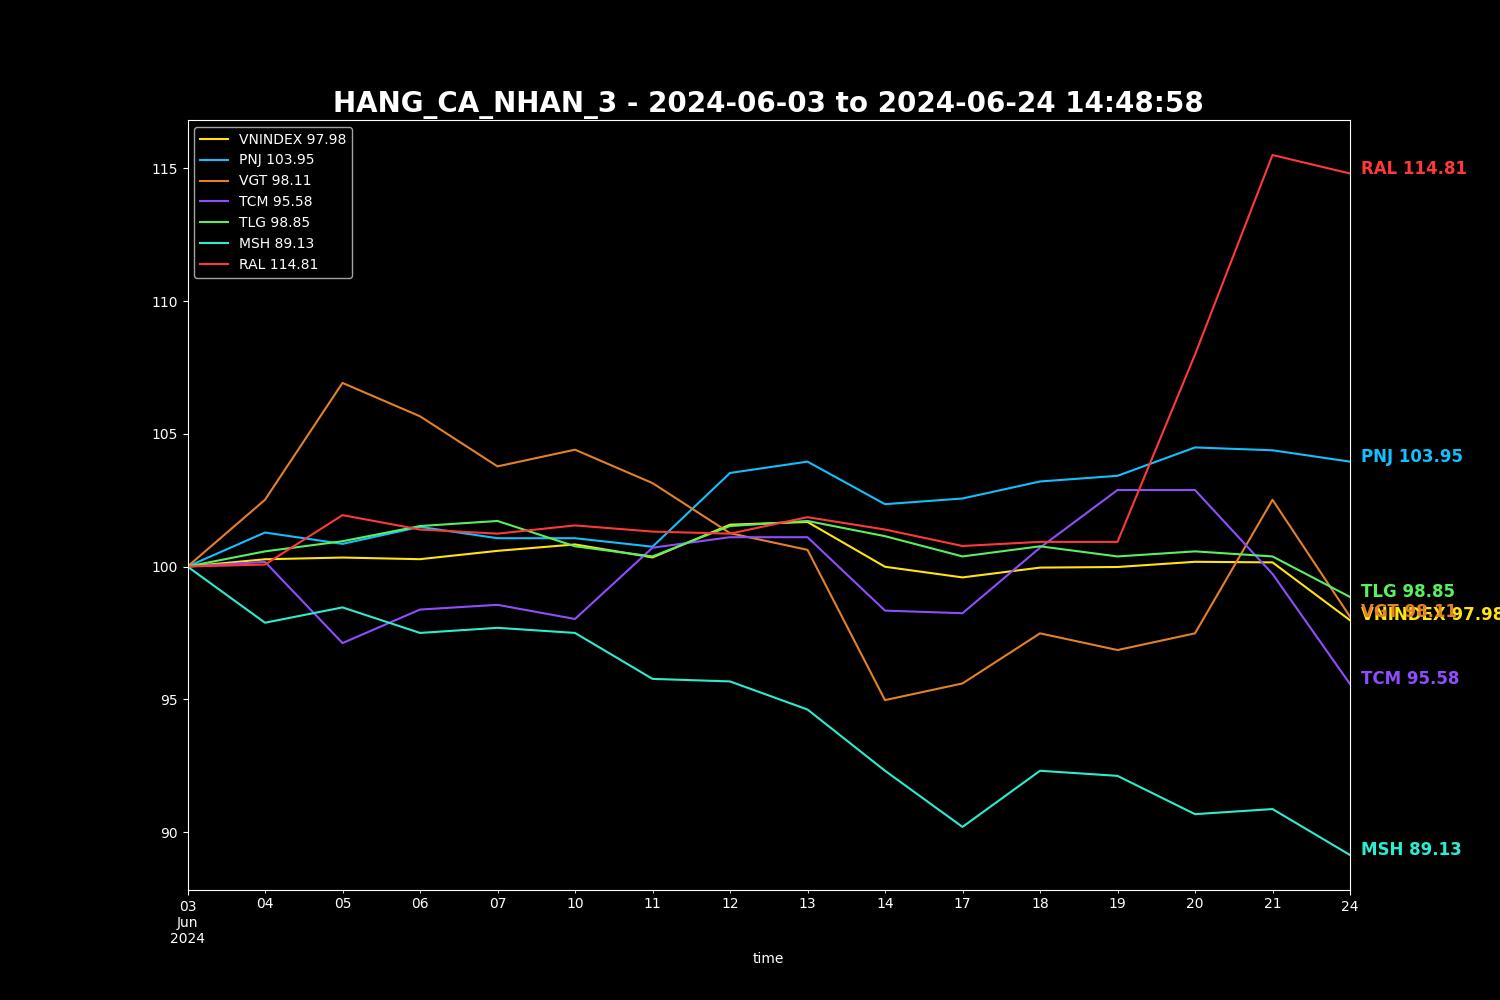 HANG_CA_NHAN_3 - 2024-06-03 to 2024-06-24 14:48:58
VNINDEX 97.98
PNJ 103.95
VGT 98.11
TCM 95.58
TLG 98.85
MSH 89.13
RAL 114.81
115
110
105
100
95
90
RAL 114.81
PNJ 103.95
TLG 98.85
VGT 98.11
VNINDEX 97.98
TCM 95.58
MSH 89.13
03 04 05 06 07 10 11 12 13 14 17 18 19 20 21 24
Jun
2024
time